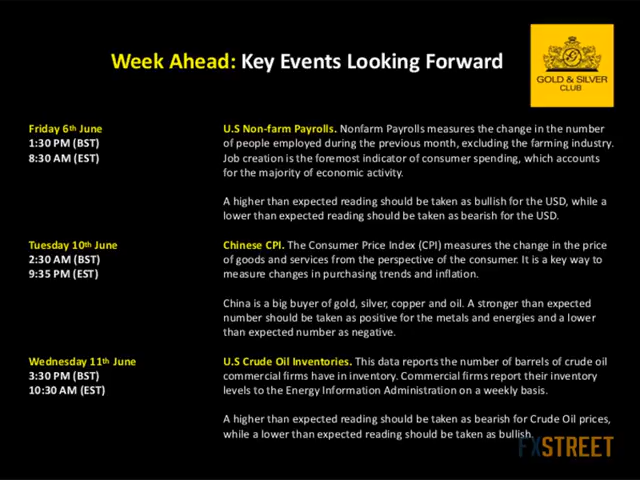 Week Ahead: Key Events Looking Forward
GOLD & SILVER
CLUB
Friday 6th June
1:30 PM (BST)
8:30 AM (EST)
U.S Non-farm Payrolls. Nonfarm Payrolls measures the change in the number
of people employed during the previous month, excluding the farming industry.
Job creation is the foremost indicator of consumer spending, which accounts
for the majority of economic activity.
A higher than expected reading should be taken as bullish for the USD, while a
lower than expected reading should be taken as bearish for the USD.
Tuesday 10th June
2:30 AM (BST)
9:35 PM (EST)
Chinese CPI. The Consumer Price Index (CPI) measures the change in the price
of goods and services from the perspective of the consumer. It is a key way to
measure changes in purchasing trends and inflation.
China is a big buyer of gold, silver, copper and oil. A stronger than expected
number should be taken as positive for the metals and energies and a lower
than expected number as negative.
Wednesday 11th June
3:30 PM (BST)
10:30 AM (EST)
U.S Crude Oil Inventories. This data reports the number of barrels of crude oil
commercial firms have in inventory. Commercial firms report their inventory
levels to the Energy Information Administration on a weekly basis.
A higher than expected reading should be taken as bearish for Crude Oil prices,
while a lower than expected reading should be taken as bullish.
FXSTREET